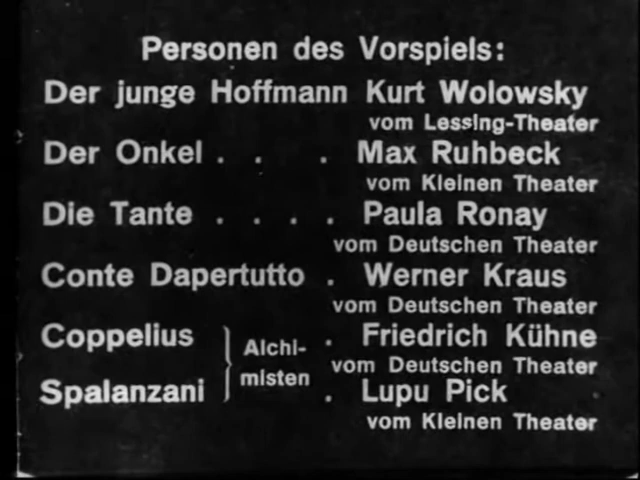 Personen des Vorspiels:
Der junge Hoffmann Kurt Wolowsky
vom Lessing-Theater
Der Onkel . . . Max Ruhbeck
vom Kleinen Theater
Die Tante . . . . Paula Ronay
vom Deutschen Theater
Conte Dapertutto . Werner Kraus
vom Deutschen Theater
Coppelius } Alchi- . Friedrich Kühne
vom Deutschen Theater
Spalanzani } misten . Lupu Pick
vom Kleinen Theater